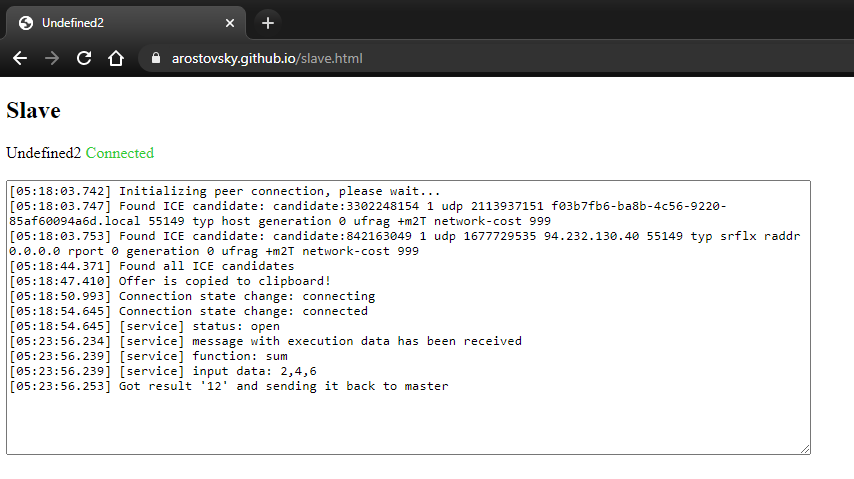 Undefined2
arostovsky.github.io/slave.html
Slave
Undefined2 Connected
[05:18:03.742] Initializing peer connection, please wait...
[05:18:03.747] Found ICE candidate: candidate:3302248154 1 udp 2113937151 f03b7fb6-ba8b-4c56-9220-
85af60094a6d.local 55149 typ host generation 0 ufrag +m2T network-cost 999
[05:18:03.753] Found ICE candidate: candidate:842163049 1 udp 1677729535 94.232.130.40 55149 typ srflx raddr
0.0.0.0 rport 0 generation 0 ufrag +m2T network-cost 999
[05:18:44.371] Found all ICE candidates
[05:18:47.410] Offer is copied to clipboard!
[05:18:50.993] Connection state change: connecting
[05:18:54.645] Connection state change: connected
[05:18:54.645] [service] status: open
[05:23:56.234] [service] message with execution data has been received
[05:23:56.239] [service] function: sum
[05:23:56.239] [service] input data: 2,4,6
[05:23:56.253] Got result '12' and sending it back to master